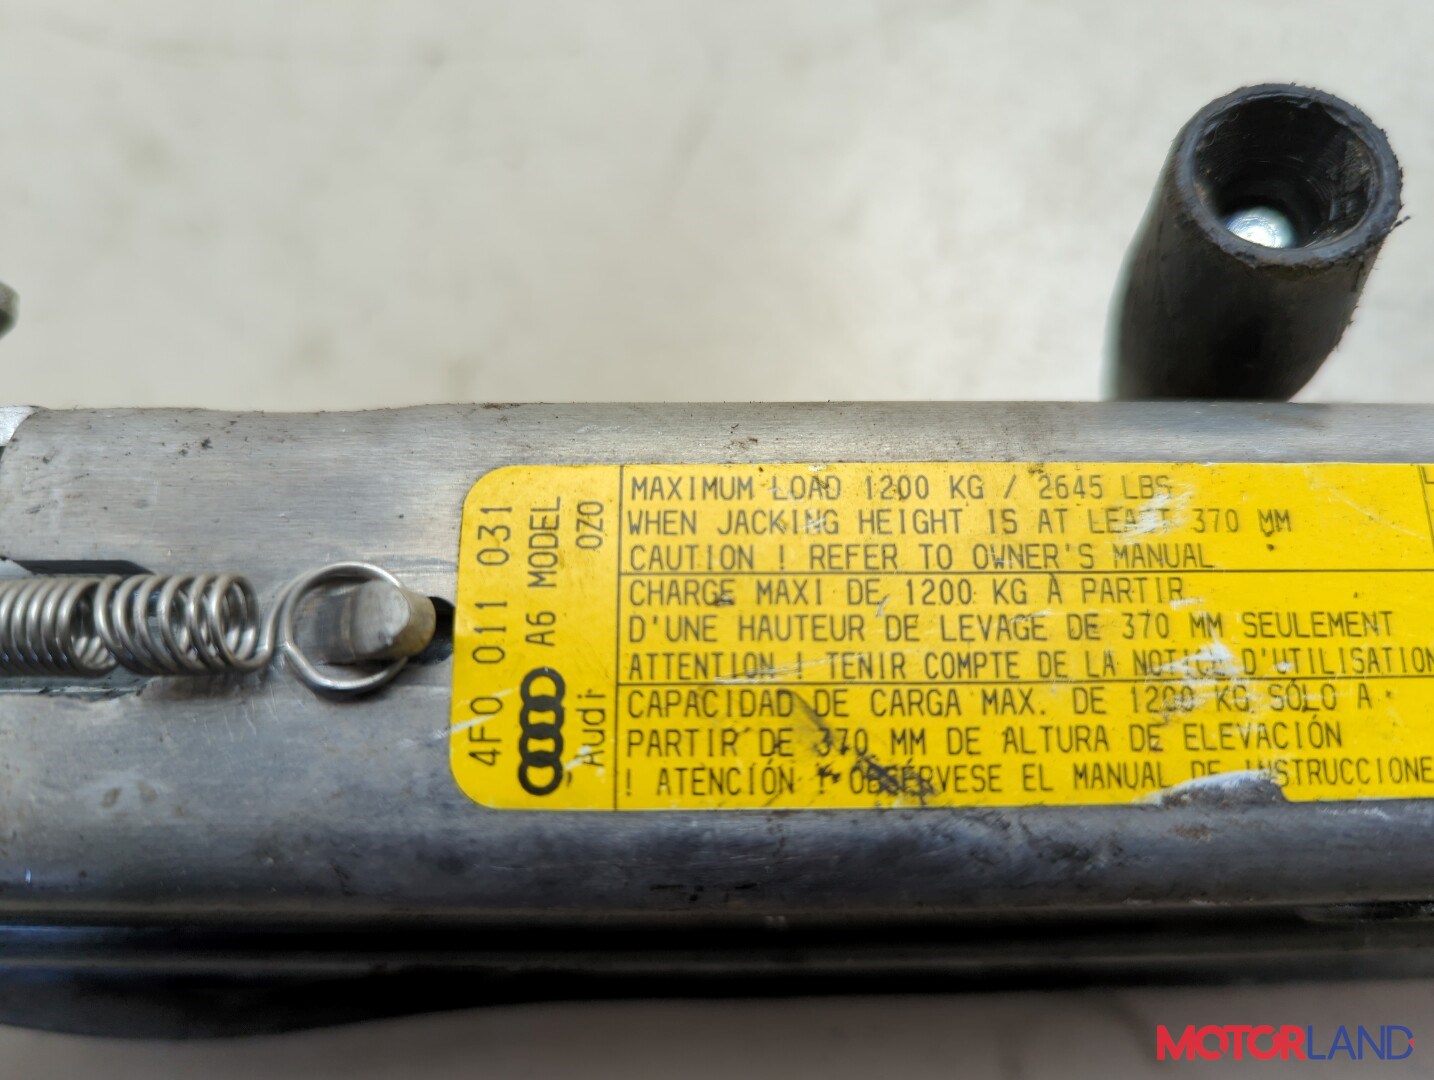 4F0 011 031
A6 MODEL
0Z0
Audi
MAXIMUM LOAD 1200 KG / 2645 LBS
WHEN JACKING HEIGHT IS AT LEAST 370 MM
CAUTION ! REFER TO OWNER'S MANUAL
CHARGE MAXI DE 1200 KG À PARTIR
D'UNE HAUTEUR DE LEVAGE DE 370 MM SEULEMENT
ATTENTION ! TENIR COMPTE DE LA NOTICE D'UTILISATION
CAPACIDAD DE CARGA MAX. DE 1200 KG SÓLO A
PARTIR DE 370 MM DE ALTURA DE ELEVACIÓN
! ATENCIÓN ! OBSÉRVESE EL MANUAL DE INSTRUCCIONE
MOTORLAND